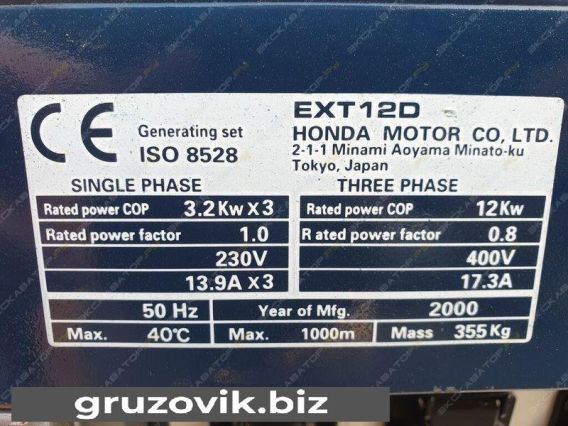 CE
Generating set
ISO 8528
EXT12D
HONDA MOTOR CO, LTD.
2-1-1 Minami Aoyama Minato-ku
Tokyo, Japan
SINGLE PHASE
Rated power COP 3.2Kw x 3
Rated power factor 1.0
230V
13.9A x 3
THREE PHASE
Rated power COP 12Kw
Rated power factor 0.8
400V
17.3A
50 Hz Year of Mfg. 2000
Max. 40℃ Max. 1000m Mass 355Kg
gruzovik.biz